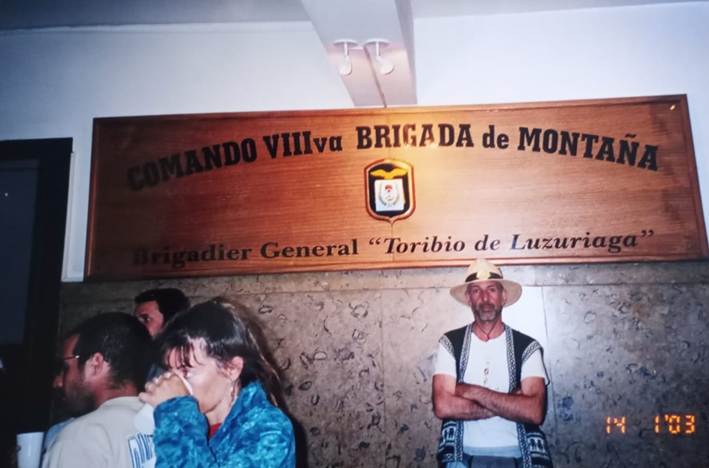 COMANDO VIIIva BRIGADA de MONTAÑA
Brigadier General “Toribio de Luzuriaga”
14 1'03